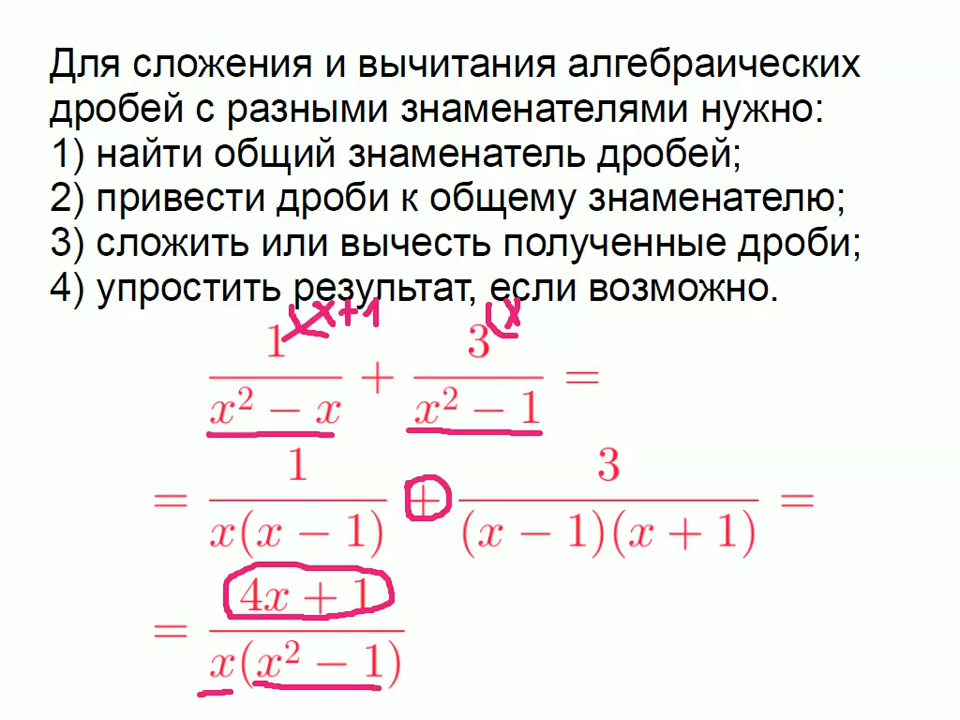 Для сложения и вычитания алгебраических
дробей с разными знаменателями нужно:
1) найти общий знаменатель дробей;
2) привести дроби к общему знаменателю;
3) сложить или вычесть полученные дроби;
4) упростить результат, если возможно.
x+1 x
1 3
x² − x + x² − 1 =
1 3
= x(x − 1) + (x − 1)(x + 1) =
4x + 1
= x(x² − 1)